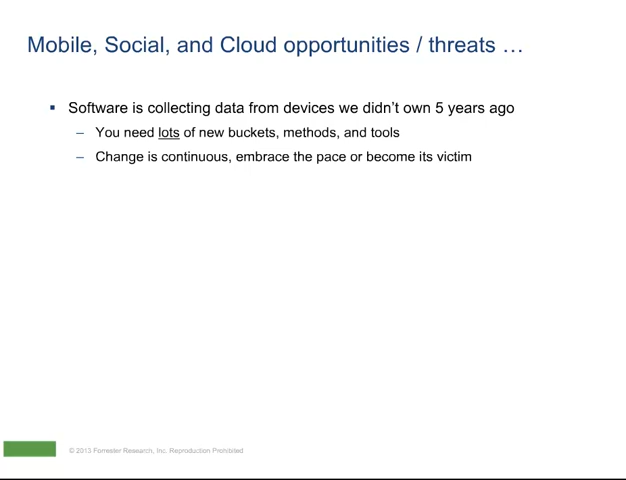 Mobile, Social, and Cloud opportunities / threats …
▪ Software is collecting data from devices we didn’t own 5 years ago
– You need lots of new buckets, methods, and tools
– Change is continuous, embrace the pace or become its victim
© 2013 Forrester Research, Inc. Reproduction Prohibited